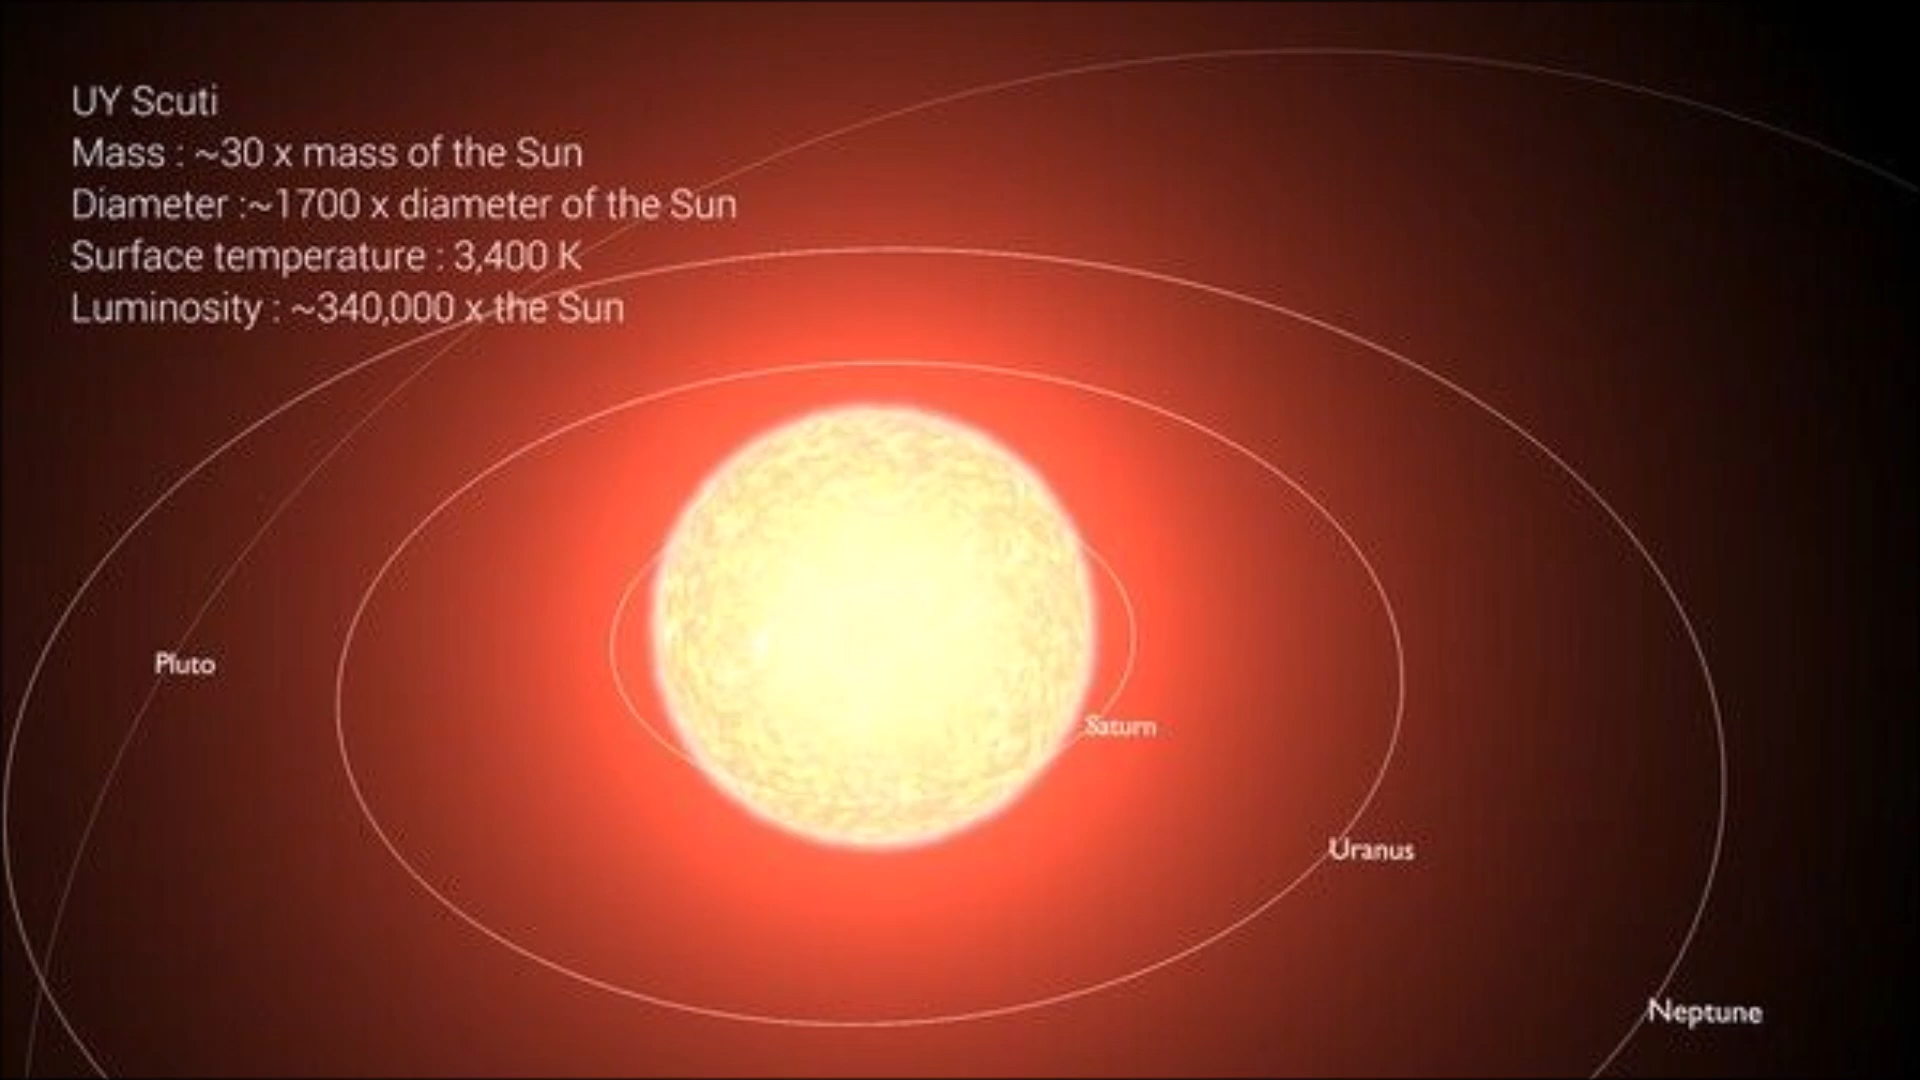 UY Scuti
Mass : ~30 x mass of the Sun
Diameter :~1700 x diameter of the Sun
Surface temperature : 3,400 K
Luminosity : ~340,000 x the Sun
Pluto
Saturn
Uranus
Neptune